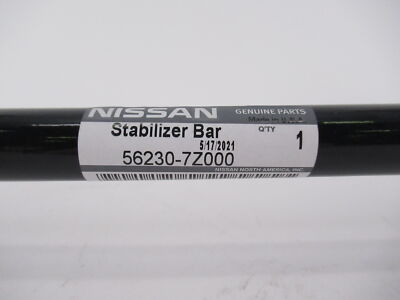 NISSAN GENUINE PARTS
Made in U.S.A.
Stabilizer Bar Q'TY
5/17/2021 1
56230-7Z000
NISSAN NORTH AMERICA, INC.